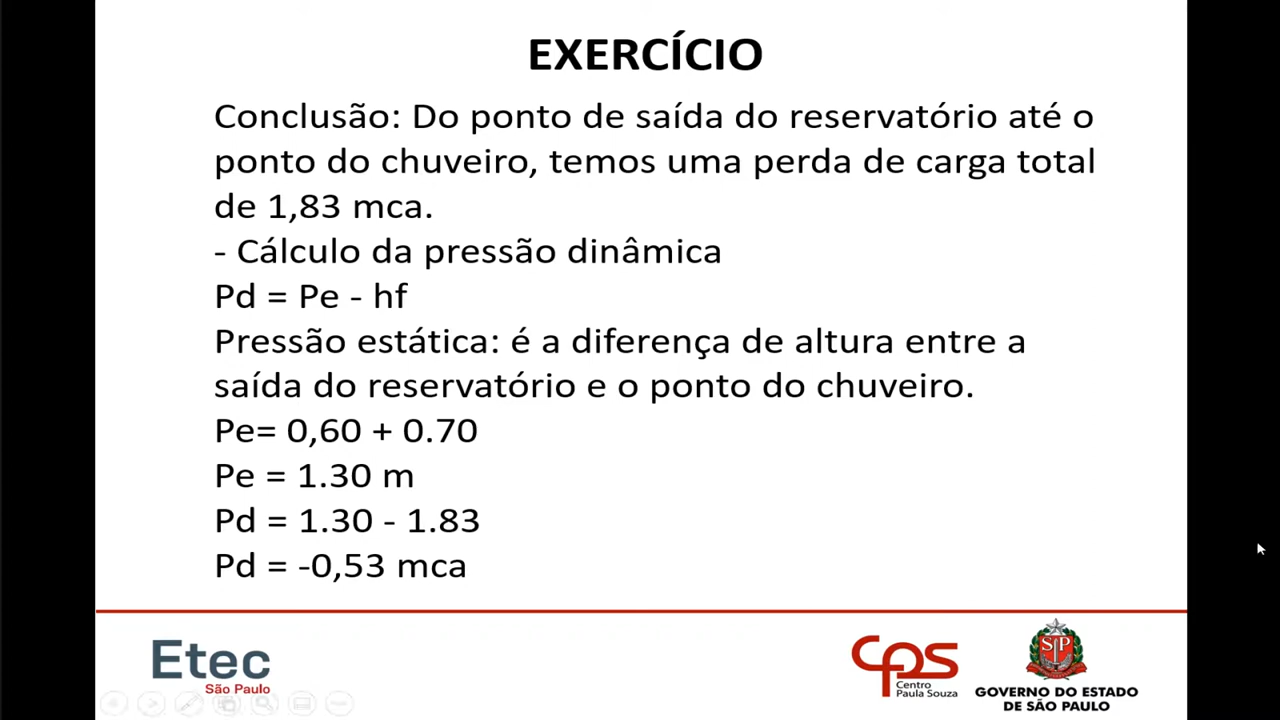 EXERCÍCIO
Conclusão: Do ponto de saída do reservatório até o
ponto do chuveiro, temos uma perda de carga total
de 1,83 mca.
- Cálculo da pressão dinâmica
Pd = Pe - hf
Pressão estática: é a diferença de altura entre a
saída do reservatório e o ponto do chuveiro.
Pe= 0,60 + 0.70
Pe = 1.30 m
Pd = 1.30 - 1.83
Pd = -0,53 mca
Etec
São Paulo
cps
Centro
Paula Souza
SP
GOVERNO DO ESTADO
DE SÃO PAULO